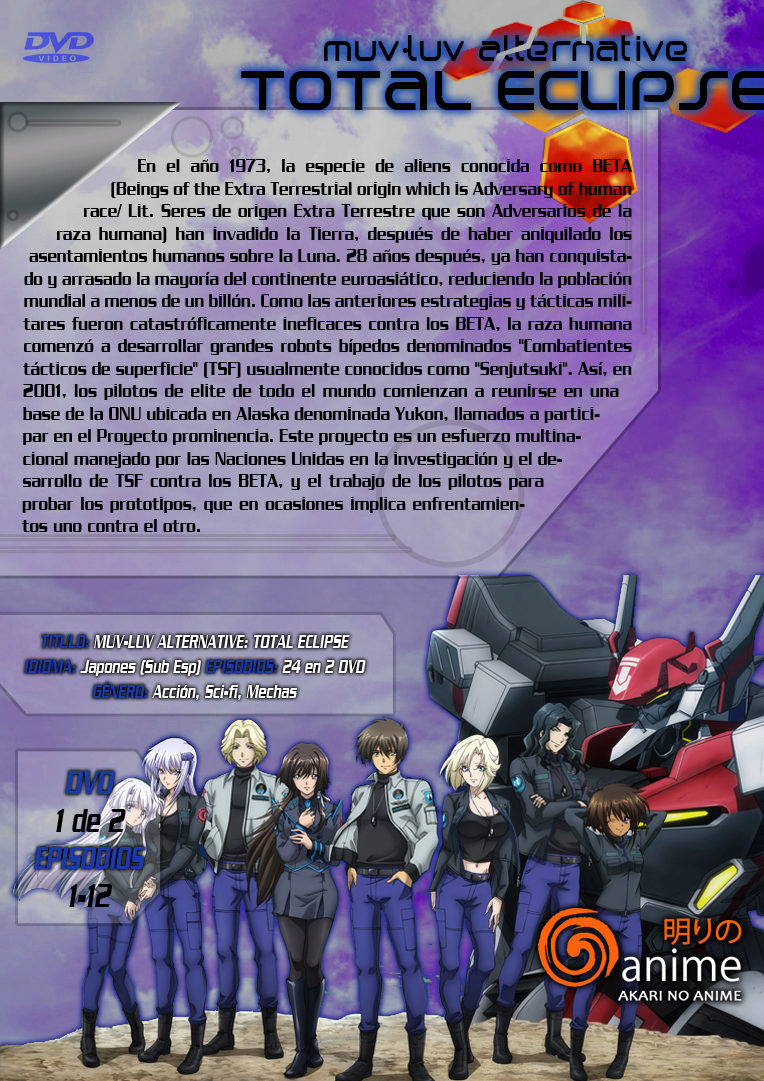 DVD
VIDEO
muv-luv alternative
TOTAL ECLIPSE
En el año 1973, la especie de aliens conocida como BETA
(Beings of the Extra Terrestrial origin which is Adversary of human
race/ Lit. Seres de origen Extra Terrestre que son Adversarios de la
raza humana) han invadido la Tierra, después de haber aniquilado los
asentamientos humanos sobre la Luna. 28 años después, ya han conquista-
do y arrasado la mayoría del continente euroasiático, reduciendo la población
mundial a menos de un billón. Como las anteriores estrategias y tácticas mili-
tares fueron catastróficamente ineficaces contra los BETA, la raza humana
comenzó a desarrollar grandes robots bípedos denominados "Combatientes
tácticos de superficie" (TSF) usualmente conocidos como "Senjutsuki". Así, en
2001, los pilotos de elite de todo el mundo comienzan a reunirse en una
base de la ONU ubicada en Alaska denominada Yukon, llamados a partici-
par en el Proyecto prominencia. Este proyecto es un esfuerzo multina-
cional manejado por las Naciones Unidas en la investigación y el de-
sarrollo de TSF contra los BETA, y el trabajo de los pilotos para
probar los prototipos, que en ocasiones implica enfrentamien-
tos uno contra el otro.
TITLLO: MUV-LUV ALTERNATIVE: TOTAL ECLIPSE
IDIOMA: Japones (Sub Esp) EPISODIOS: 24 en 2 DVD
GÉNERO: Acción, Sci-fi, Mechas
DVD
1 de 2
EPISODIOS
1-12
明りの
anime
AKARI NO ANIME